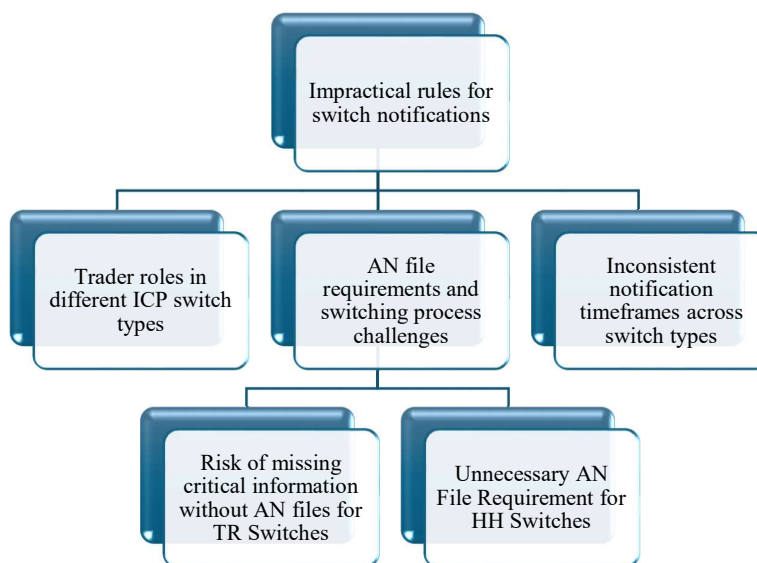 Impractical rules for
switch notifications
Trader roles in
different ICP switch
types
AN file
requirements and
switching process
challenges
Inconsistent
notification
timeframes across
switch types
Risk of missing
critical information
without AN files for
TR Switches
Unnecessary AN
File Requirement for
HH Switches